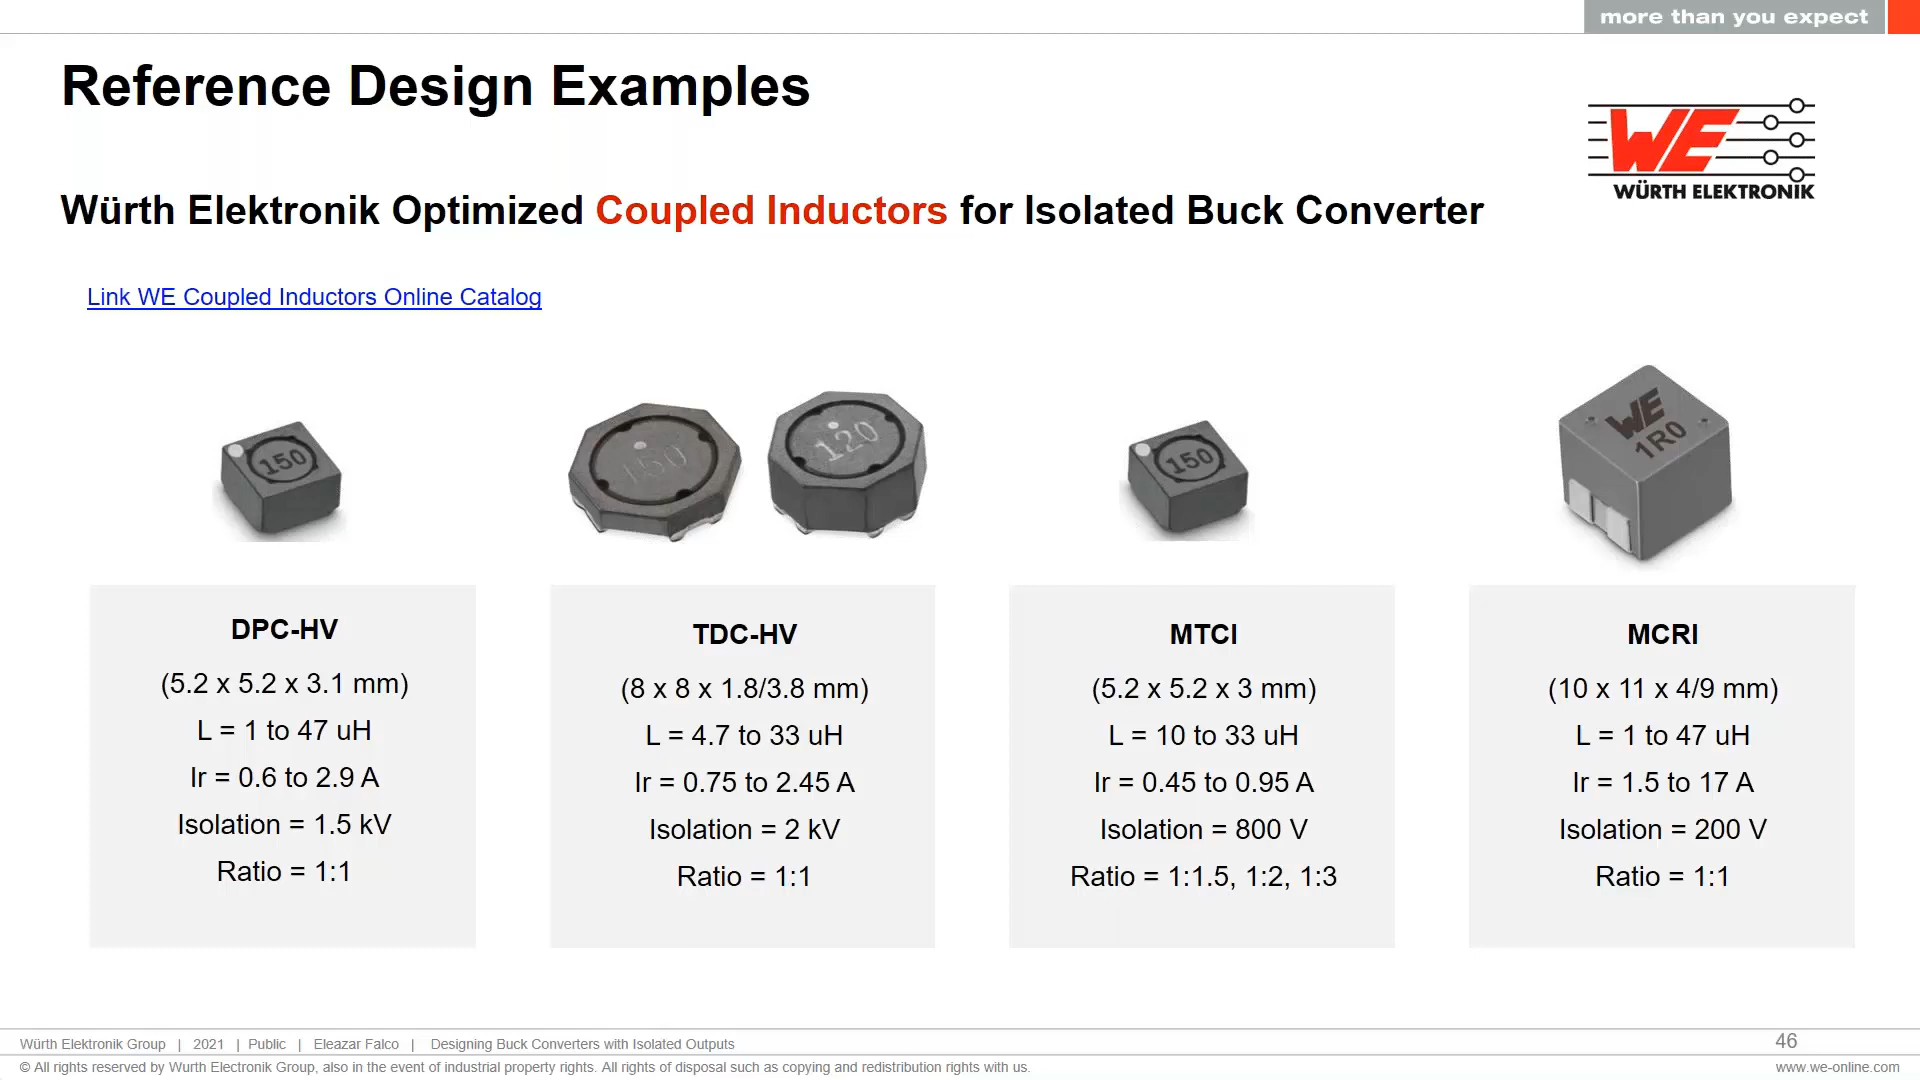 more than you expect
Reference Design Examples
WE
WÜRTH ELEKTRONIK
Würth Elektronik Optimized Coupled Inductors for Isolated Buck Converter
Link WE Coupled Inductors Online Catalog
150
150
120
150
WE
1R0
DPC-HV
(5.2 x 5.2 x 3.1 mm)
L = 1 to 47 uH
Ir = 0.6 to 2.9 A
Isolation = 1.5 kV
Ratio = 1:1
TDC-HV
(8 x 8 x 1.8/3.8 mm)
L = 4.7 to 33 uH
Ir = 0.75 to 2.45 A
Isolation = 2 kV
Ratio = 1:1
MTCI
(5.2 x 5.2 x 3 mm)
L = 10 to 33 uH
Ir = 0.45 to 0.95 A
Isolation = 800 V
Ratio = 1:1.5, 1:2, 1:3
MCRI
(10 x 11 x 4/9 mm)
L = 1 to 47 uH
Ir = 1.5 to 17 A
Isolation = 200 V
Ratio = 1:1
Würth Elektronik Group | 2021 | Public | Eleazar Falco | Designing Buck Converters with Isolated Outputs
46
© All rights reserved by Wurth Electronik Group, also in the event of industrial property rights. All rights of disposal such as copying and redistribution rights with us.
www.we-online.com